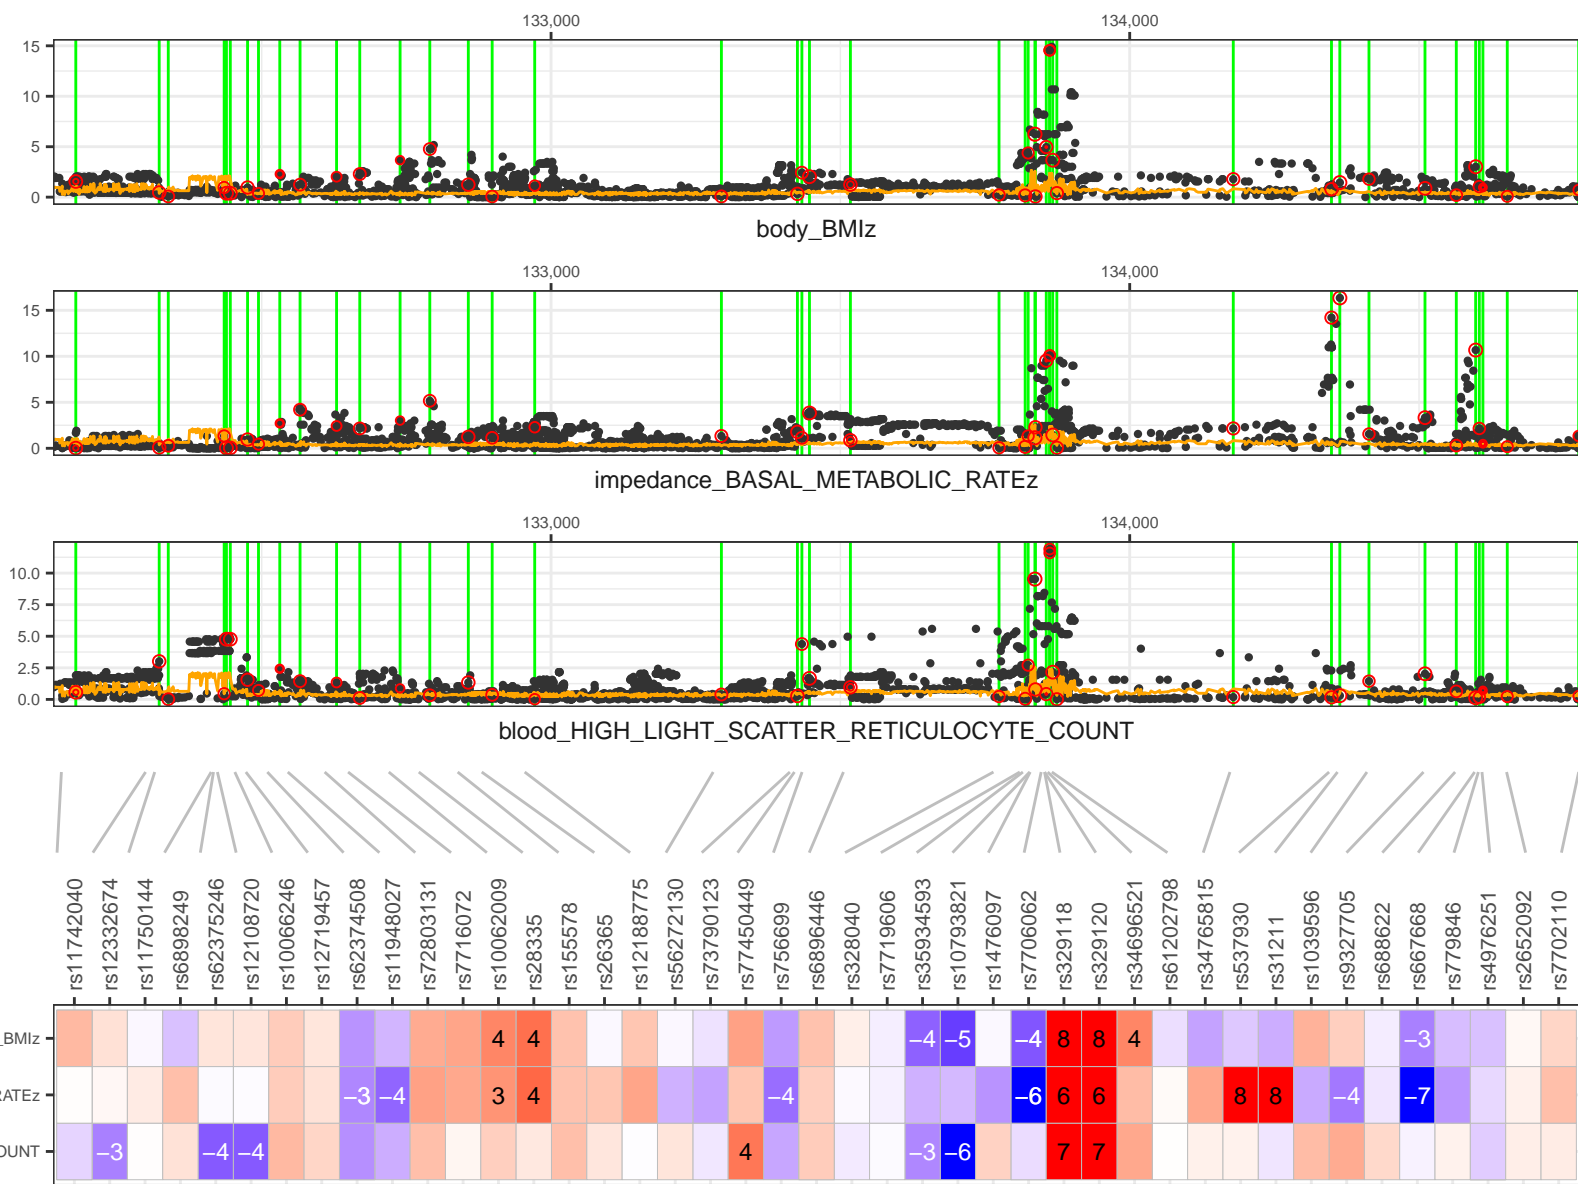 133,000 134,000
15
10
5
0
body_BMIz
133,000 134,000
15
10
5
0
impedance_BASAL_METABOLIC_RATEz
133,000 134,000
10.0
7.5
5.0
2.5
0.0
blood_HIGH_LIGHT_SCATTER_RETICULOCYTE_COUNT
rs11742040
rs12332674
rs11750144
rs6898249
rs62375246
rs12108720
rs10066246
rs12719457
rs62374508
rs11948027
rs72803131
rs7716072
rs10062009
rs28335
rs155578
rs26365
rs12188775
rs56272130
rs73790123
rs77450449
rs7566999
rs6896446
rs328040
rs7719606
rs35934593
rs10793821
rs1476097
rs7706062
rs329118
rs329120
rs34696521
rs61202798
rs34765815
rs537930
rs31211
rs1039596
rs9327705
rs688622
rs6677668
rs7798846
rs4976251
rs2652092
rs7702110
_BMIz 4 4 −4 −5 −4 8 8 4 −3
RATEz −3 −4 3 4 −4 −6 6 6 8 8 −4 −7
OUNT −3 −4 −4 4 −3 −6 7 7